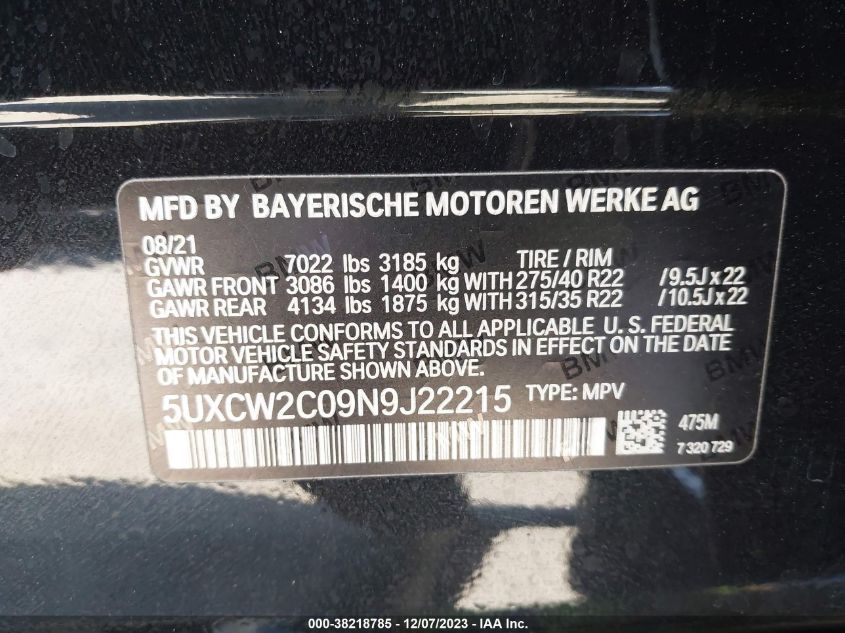 MFD BY BAYERISCHE MOTOREN WERKE AG
08/21 TIRE / RIM
GVWR 7022 lbs 3185 kg
GAWR FRONT 3086 lbs 1400 kg WITH 275/40 R22 /9.5J x 22
GAWR REAR 4134 lbs 1875 kg WITH 315/35 R22 /10.5J x 22
THIS VEHICLE CONFORMS TO ALL APPLICABLE U. S. FEDERAL
MOTOR VEHICLE SAFETY STANDARDS IN EFFECT ON THE DATE
OF MANUFACTURE SHOWN ABOVE.
5UXCW2C09N9J22215 TYPE: MPV
475M
7 320 729
000-38218785 - 12/07/2023 - IAAI.com